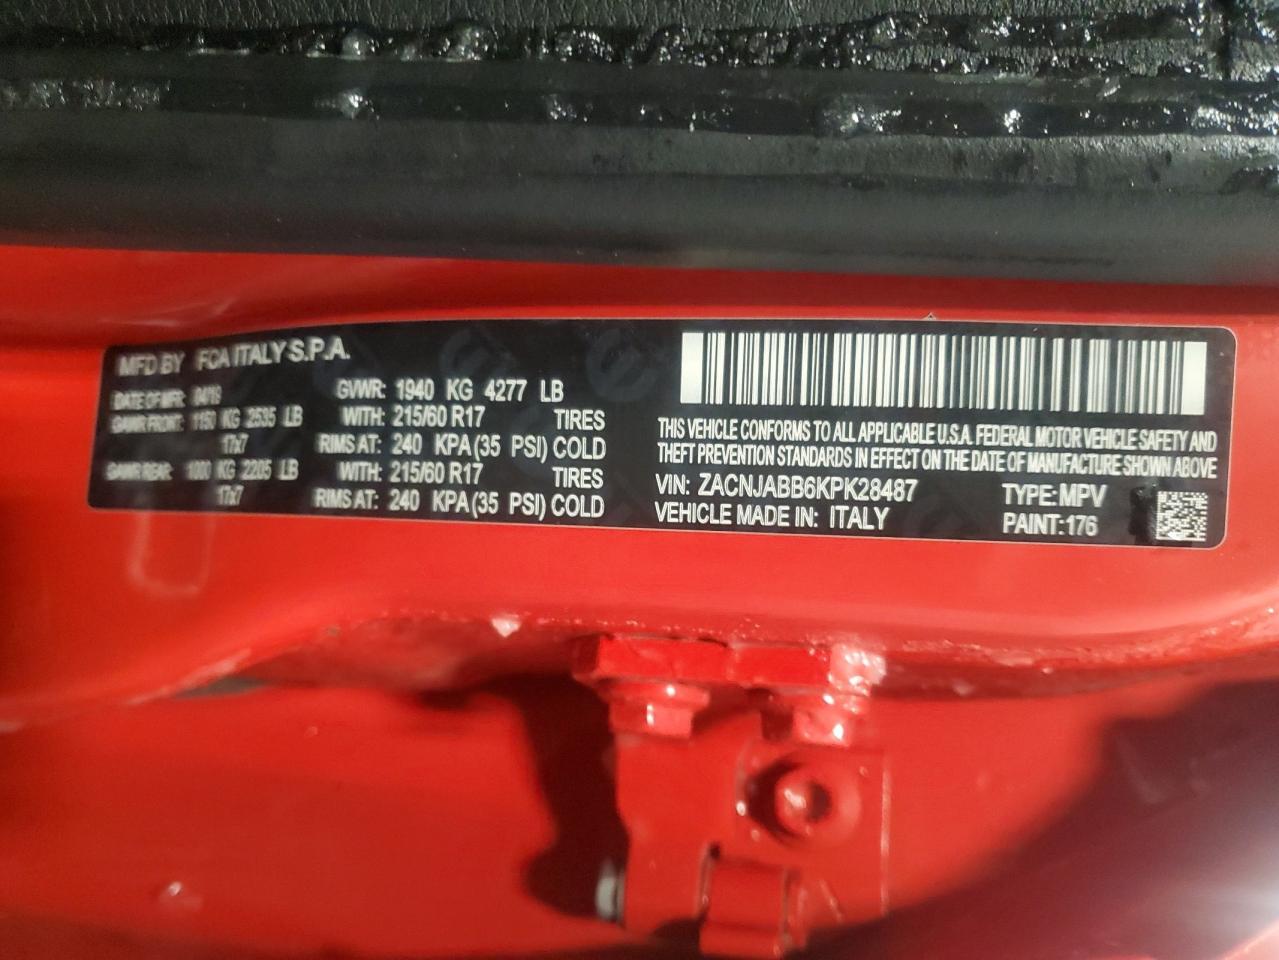 MFD BY FCA ITALY S.P.A.
DATE OF MFR: 04/19 GVWR: 1940 KG 4277 LB
GAWR FRONT: 1150 KG 2535 LB WITH: 215/60 R17 TIRES
17x7 RIMS AT: 240 KPA (35 PSI) COLD
GAWR REAR: 1000 KG 2205 LB WITH: 215/60 R17 TIRES
17x7 RIMS AT: 240 KPA (35 PSI) COLD
THIS VEHICLE CONFORMS TO ALL APPLICABLE U.S.A. FEDERAL MOTOR VEHICLE SAFETY AND
THEFT PREVENTION STANDARDS IN EFFECT ON THE DATE OF MANUFACTURE SHOWN ABOVE
VIN: ZACNJABB6KPK28487 TYPE: MPV
VEHICLE MADE IN: ITALY PAINT: 176